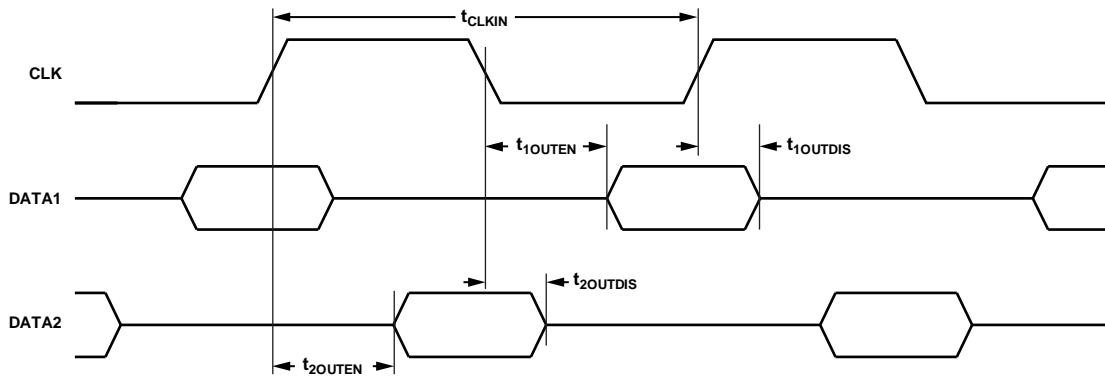 tCLKIN
CLK
t1OUTEN
t1OUTDIS
DATA1
t2OUTDIS
DATA2
t2OUTEN